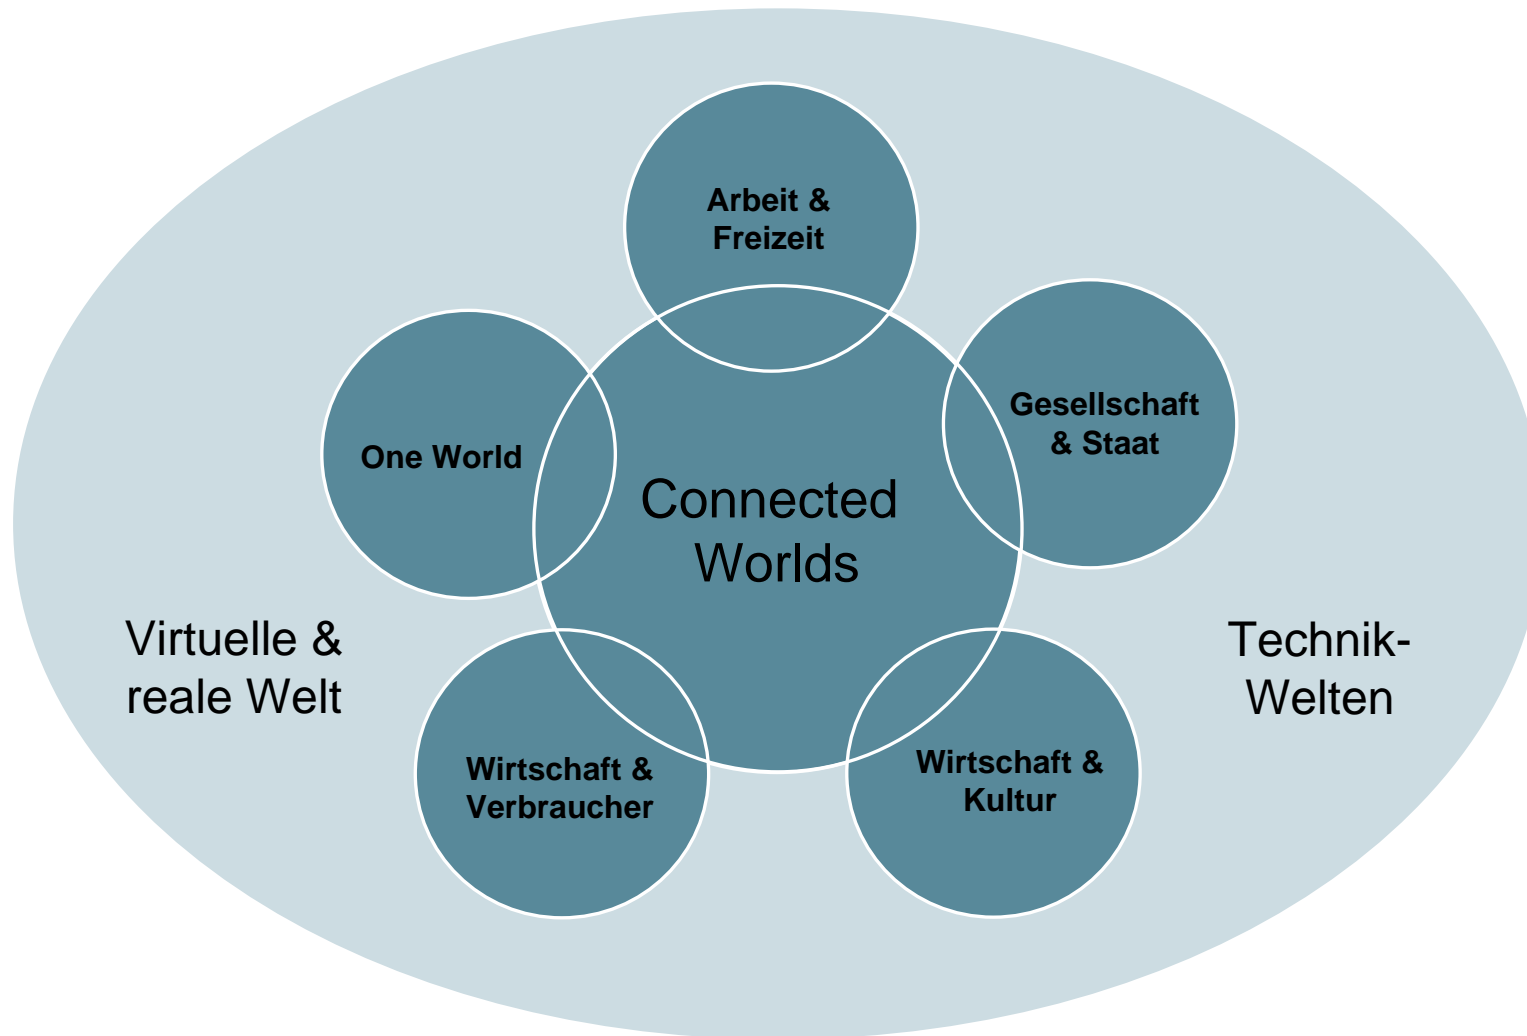 Arbeit &
Freizeit
Gesellschaft
& Staat
One World
Connected
Worlds
Virtuelle &
reale Welt
Technik-
Welten
Wirtschaft &
Verbraucher
Wirtschaft &
Kultur